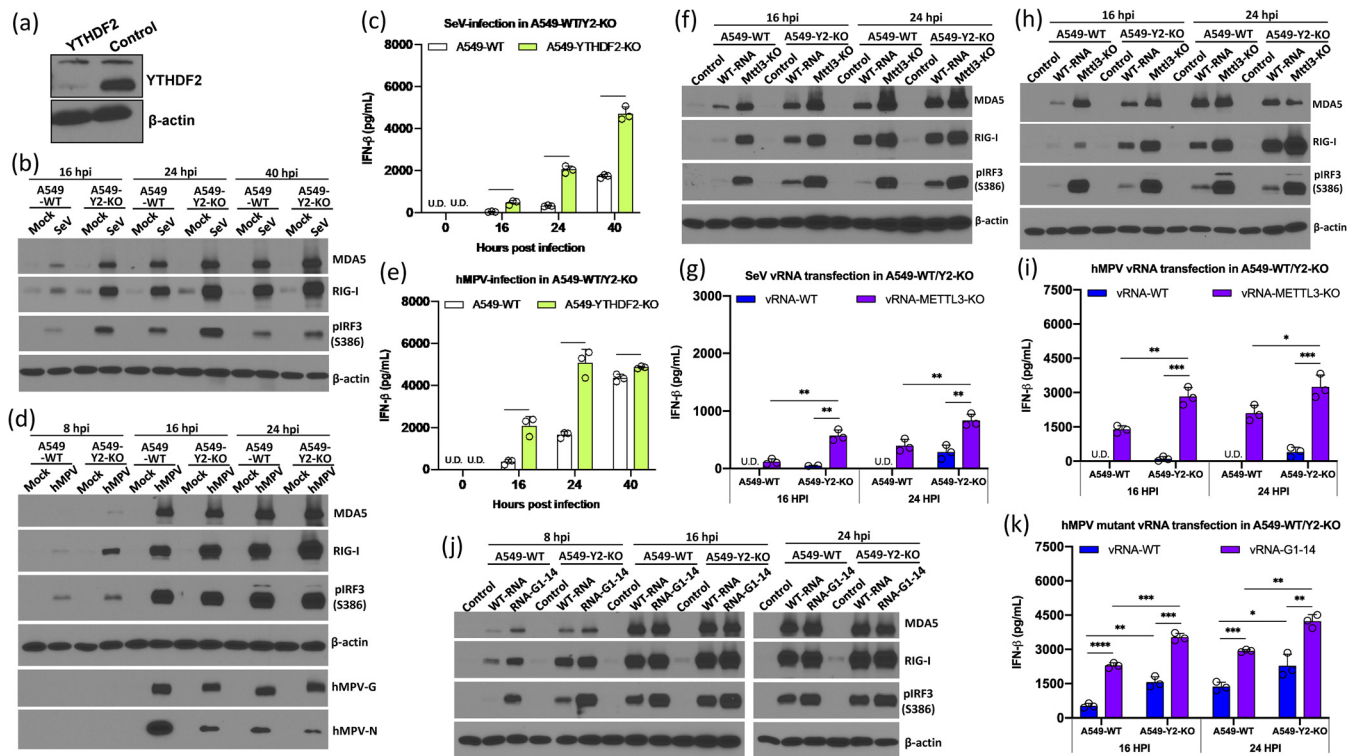 (a)
YTHDF2
Control
YTHDF2
β-actin
(b)
16 hpi
24 hpi
40 hpi
A549 -WT
A549- Y2-KO
A549 -WT
A549- Y2-KO
A549 -WT
A549- Y2-KO
Mock SeV Mock SeV Mock SeV Mock SeV Mock SeV Mock SeV
MDA5
RIG-I
pIRF3
(S386)
β-actin
(c)
SeV-infection in A549-WT/Y2-KO
A549-WT
A549-YTHDF2-KO
IFN-β (pg/mL)
8000
6000
4000
2000
0
U.D. U.D.
0 16 24 40
Hours post infection
(d)
8 hpi
16 hpi
24 hpi
A549 -WT
A549- Y2-KO
A549 -WT
A549- Y2-KO
A549 -WT
A549- Y2-KO
Mock hMPV Mock hMPV Mock hMPV Mock hMPV Mock hMPV Mock hMPV
MDA5
RIG-I
pIRF3
(S386)
β-actin
hMPV-G
hMPV-N
(e)
hMPV-infection in A549-WT/Y2-KO
A549-WT
A549-YTHDF2-KO
IFN-β (pg/mL)
8000
6000
4000
2000
0
U.D. U.D.
0 16 24 40
Hours post infection
(f)
16 hpi
24 hpi
A549-WT A549-Y2-KO A549-WT A549-Y2-KO
Control WT-RNA Mttl3-KO Control WT-RNA Mttl3-KO Control WT-RNA Mttl3-KO Control WT-RNA Mttl3-KO
MDA5
RIG-I
pIRF3
(S386)
β-actin
(g)
SeV vRNA transfection in A549-WT/Y2-KO
vRNA-WT
vRNA-METTL3-KO
IFN-β (pg/mL)
3000
2000
1000
0
** ** ** **
U.D. U.D.
A549-WT A549-Y2-KO A549-WT A549-Y2-KO
16 HPI
24 HPI
(h)
16 hpi
24 hpi
A549-WT A549-Y2-KO A549-WT A549-Y2-KO
Control WT-RNA Mttl3-KO Control WT-RNA Mttl3-KO Control WT-RNA Mttl3-KO Control WT-RNA Mttl3-KO
MDA5
RIG-I
pIRF3
(S386)
β-actin
(i)
hMPV vRNA transfection in A549-WT/Y2-KO
vRNA-WT
vRNA-METTL3-KO
IFN-β (pg/mL)
7500
6000
4500
3000
1500
0
** *** * ***
U.D. U.D.
A549-WT A549-Y2-KO A549-WT A549-Y2-KO
16 HPI
24 HPI
(j)
8 hpi
16 hpi
24 hpi
A549-WT A549-Y2-KO A549-WT A549-Y2-KO A549-WT A549-Y2-KO
Control WT-RNA RNA-G1-14 Control WT-RNA RNA-G1-14 Control WT-RNA RNA-G1-14 Control WT-RNA RNA-G1-14 Control WT-RNA RNA-G1-14 Control WT-RNA RNA-G1-14
MDA5
RIG-I
pIRF3
(S386)
β-actin
(k)
hMPV mutant vRNA transfection in A549-WT/Y2-KO
vRNA-WT
vRNA-G1-14
IFN-β (pg/mL)
7500
6000
4500
3000
1500
0
**** ** *** *** *** * ** **
A549-WT A549-Y2-KO A549-WT A549-Y2-KO
16 HPI
24 HPI